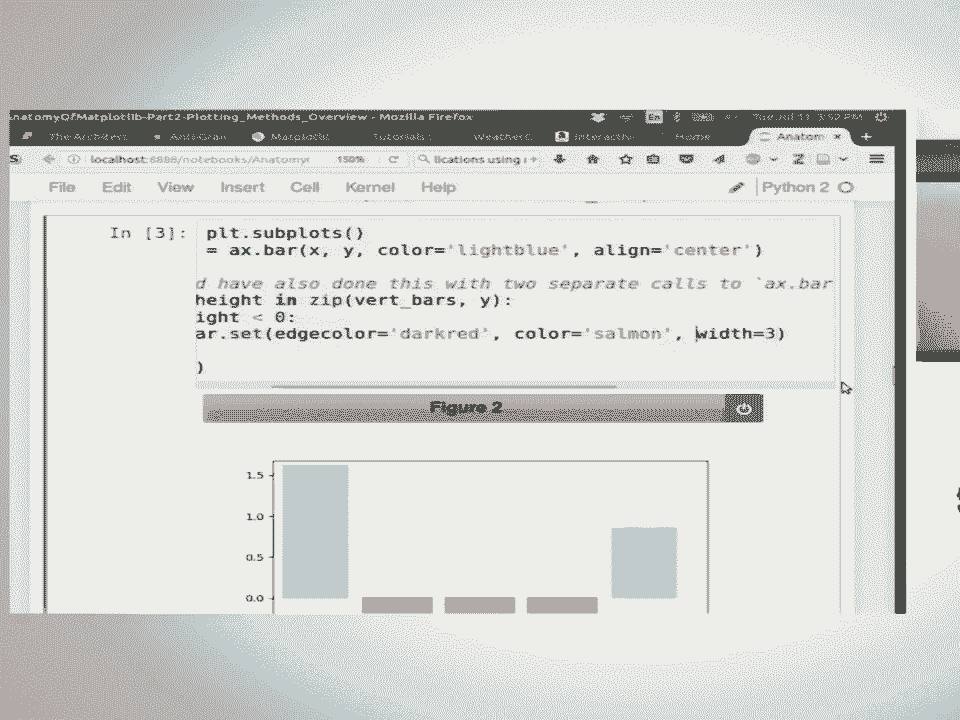 AnatomyOfMatplotlib-Part2-Plotting_Methods_Overview - Mozilla Firefox
En Tue Jul 11 3:52 PM
The Architect Anti-Grain Matplotlib Tutorials WeatherC Interactiv Home Anatom × +
localhost:8888/notebooks/Anatomy 150% lications using
File Edit View Insert Cell Kernel Help Python 2
In [3]: plt.subplots()
= ax.bar(x, y, color='lightblue', align='center')
d have also done this with two separate calls to `ax.bar
height in zip(vert_bars, y):
ight < 0:
ar.set(edgecolor='darkred', color='salmon', width=3)
)
Figure 2
1.5
1.0
0.5
0.0